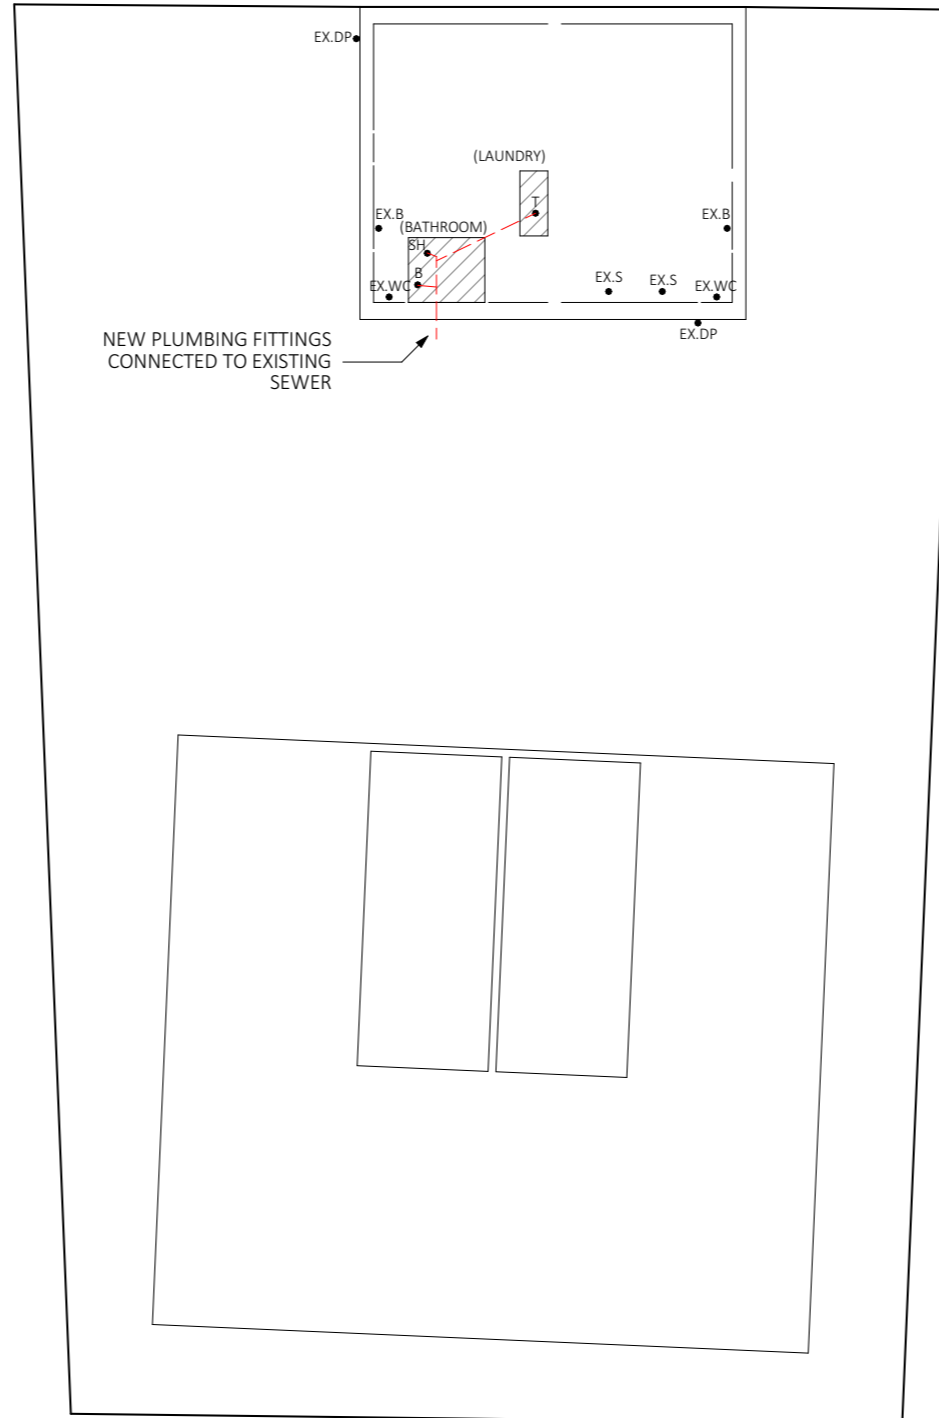 EX.DP
(LAUNDRY)
T
EX.B
(BATHROOM)
EX.B
SH
B
EX.WC
EX.S
EX.S
EX.WC
EX.DP
NEW PLUMBING FITTINGS
CONNECTED TO EXISTING
SEWER